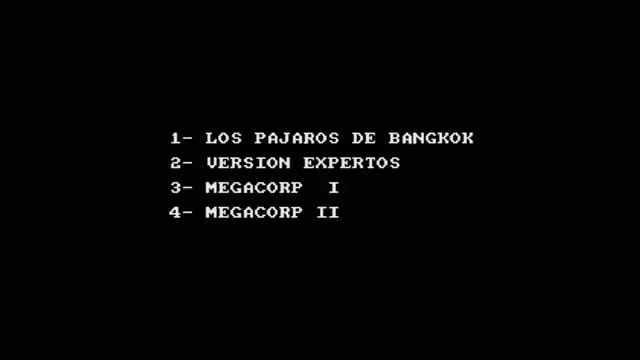 1- LOS PAJAROS DE BANGKOK
2- VERSION EXPERTOS
3- MEGACORP  I
4- MEGACORP II